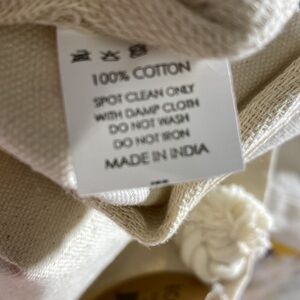 100% COTTON
SPOT CLEAN ONLY
WITH DAMP CLOTH
DO NOT WASH
DO NOT IRON
MADE IN INDIA